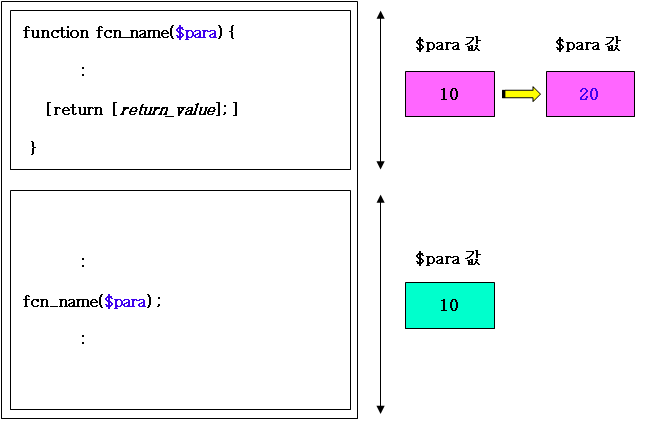 function fcn_name($para) {
:
[return [return_value]; ]
}
$para 값
$para 값
10
20
:
fcn_name($para) ;
:
$para 값
10